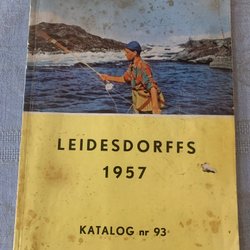 LEIDESDORFFS
1957
KATALOG nr 93